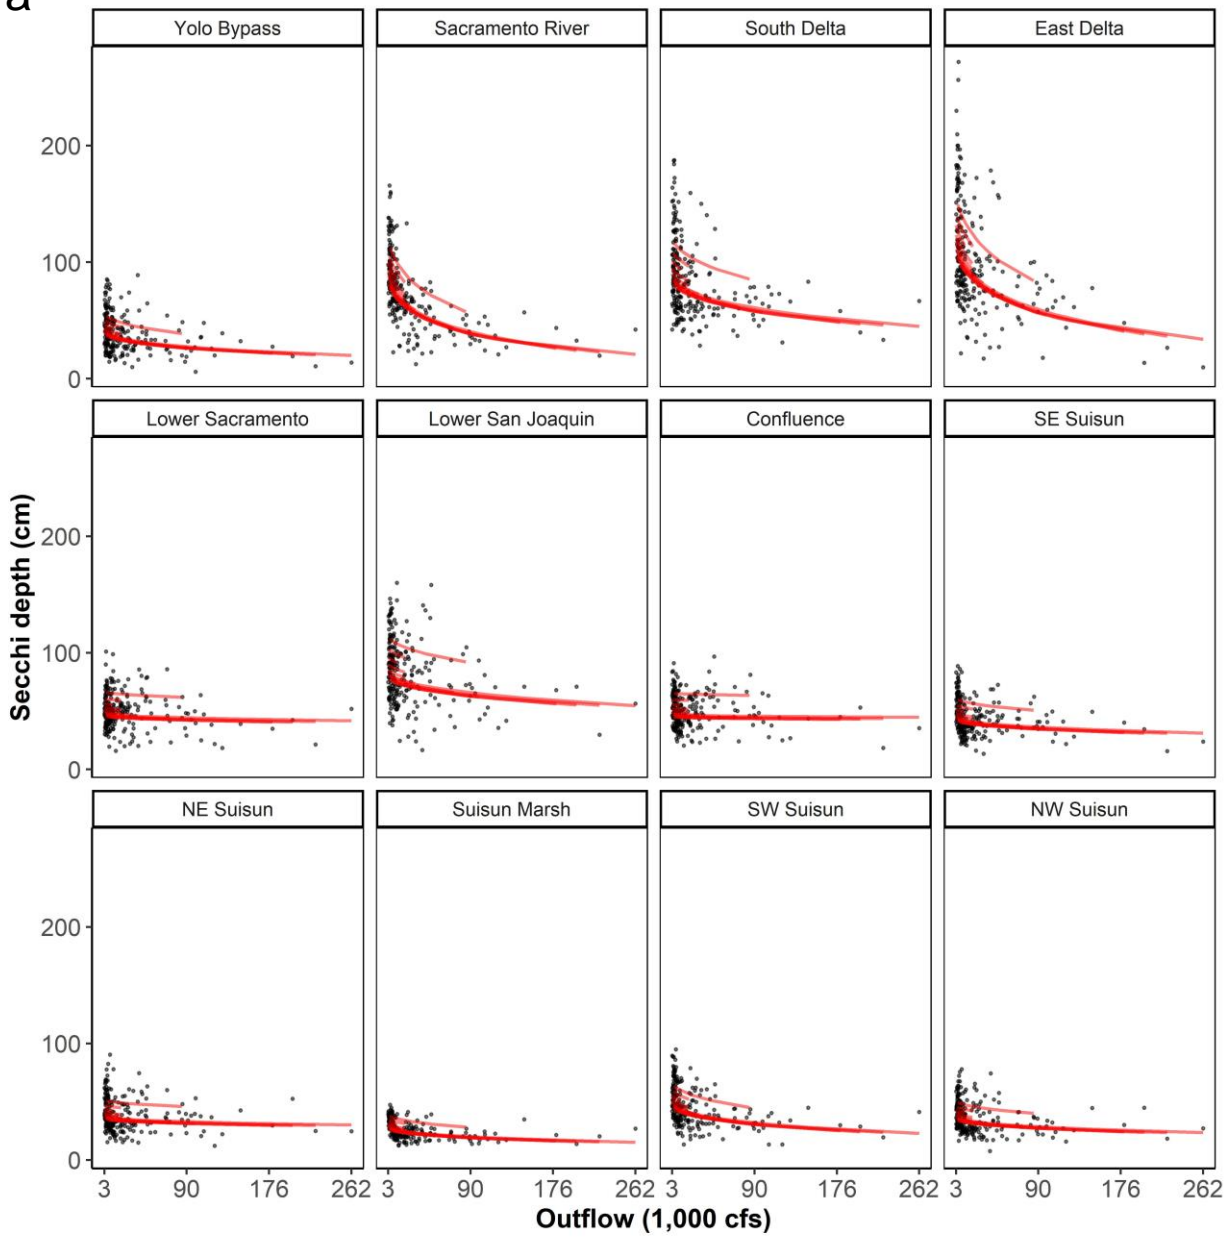 a
Yolo Bypass Sacramento River South Delta East Delta
200
100
0
Lower Sacramento Lower San Joaquin Confluence SE Suisun
200
100
0
NE Suisun Suisun Marsh SW Suisun NW Suisun
200
100
0
Secchi depth (cm)
3 90 176 262 3 90 176 262 3 90 176 262 3 90 176 262
Outflow (1,000 cfs)